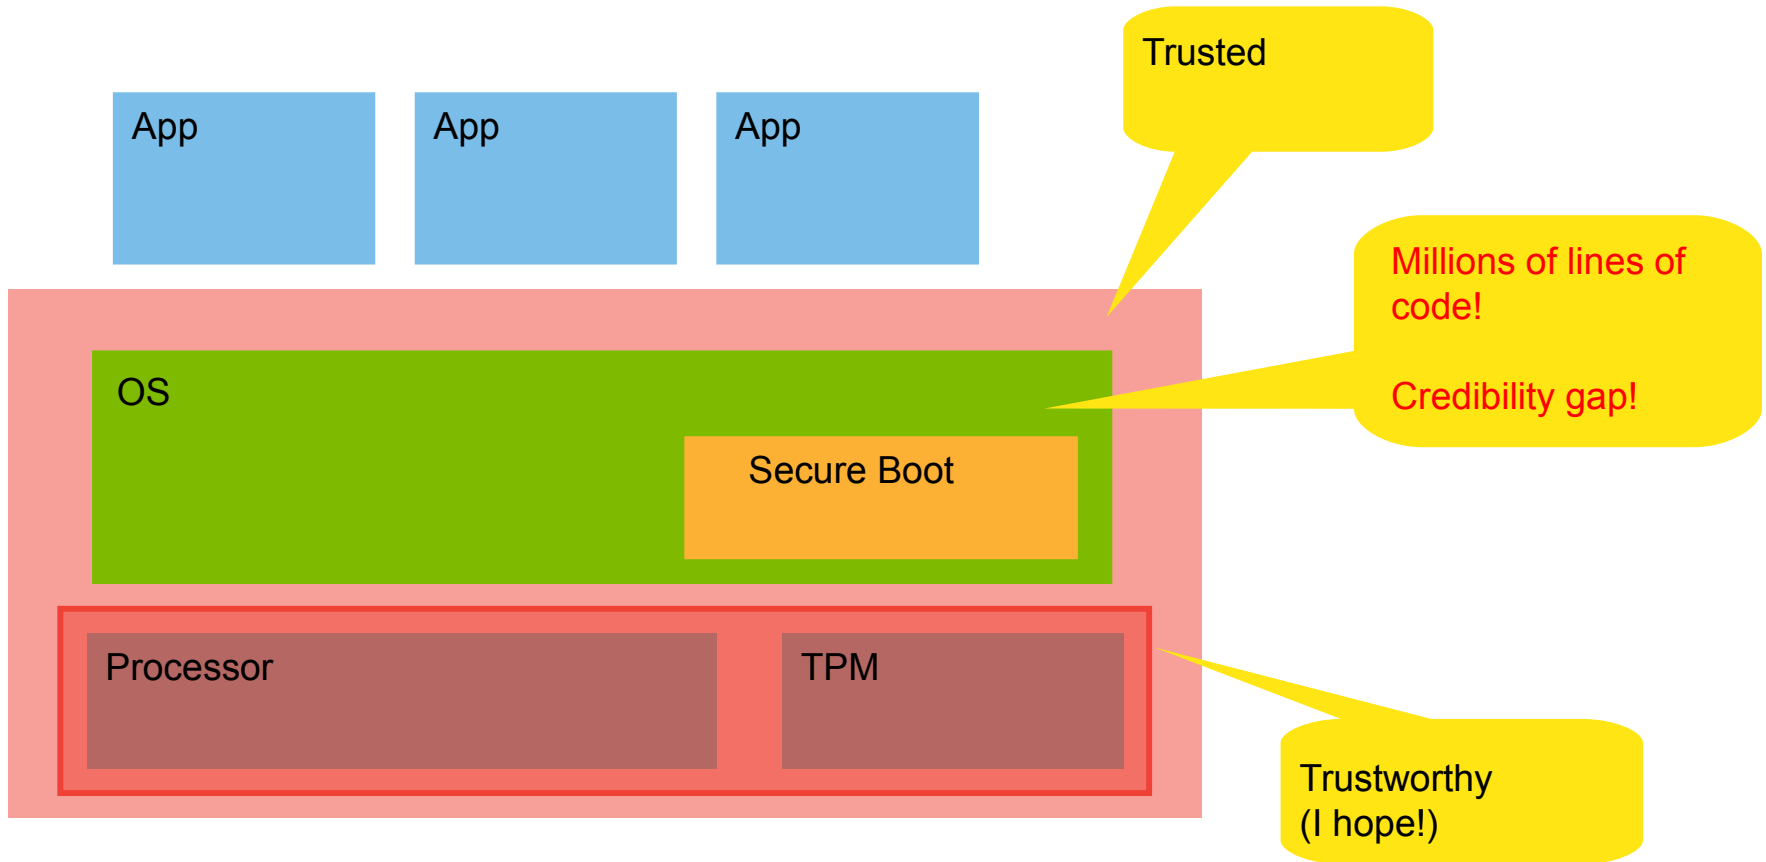 Trusted
App
App
App
Millions of lines of
code!
Credibility gap!
OS
Secure Boot
Processor
TPM
Trustworthy
(I hope!)